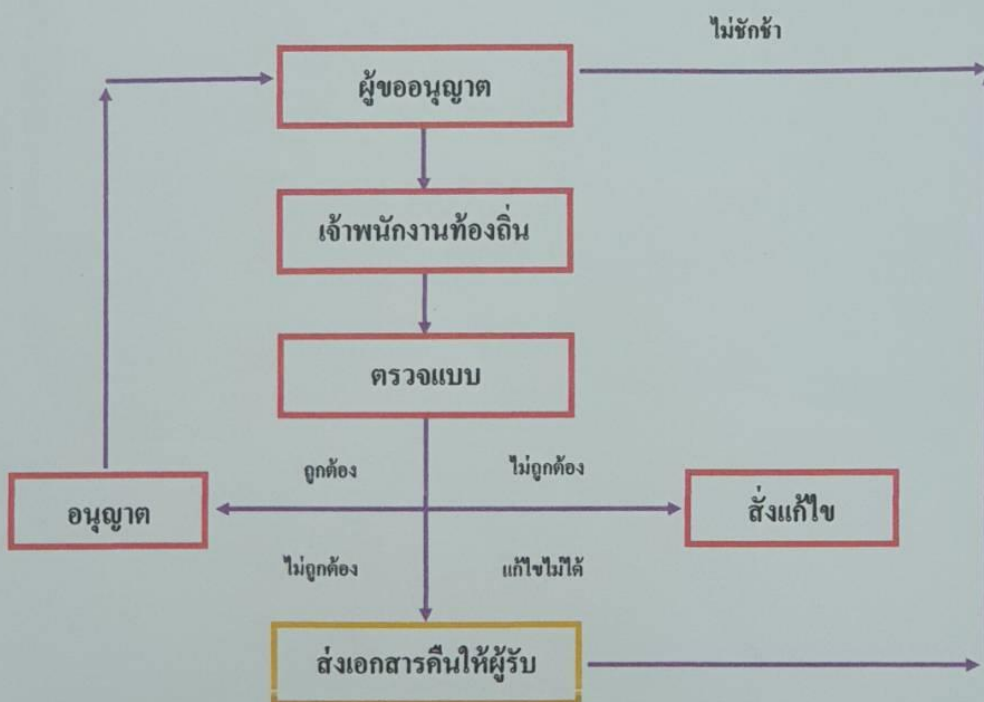 ไม่ชักช้า
ผู้ขออนุญาต
เจ้าพนักงานท้องถิ่น
ตรวจแบบ
ถูกต้อง
ไม่ถูกต้อง
อนุญาต
สั่งแก้ไข
ไม่ถูกต้อง
แก้ไขไม่ได้
ส่งเอกสารคืนให้ผู้รับ